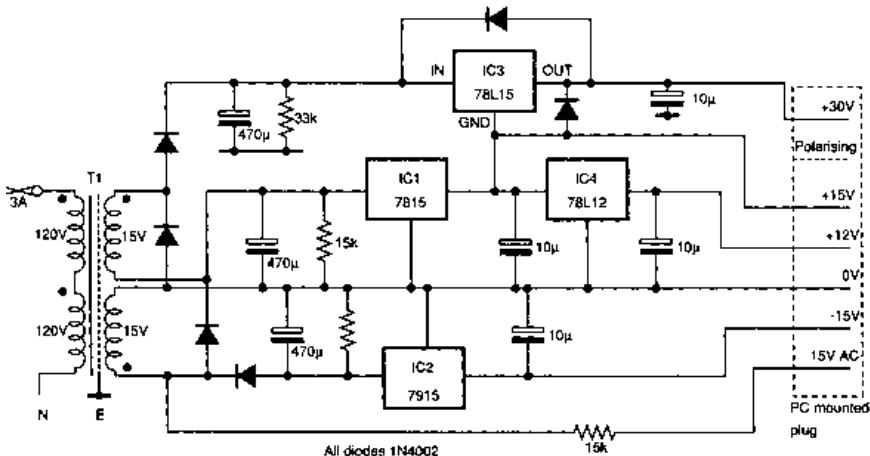 IN
IC3
78L15
OUT
GND
470µ
33k
10µ
+30V
Polarising
3A
T1
120V
15V
IC1
7815
IC4
78L12
+15V
470µ
15k
10µ
10µ
+12V
0V
120V
15V
470µ
IC2
7915
10µ
-15V
15V AC
N
E
15k
PC mounted
plug
All diodes 1N4002